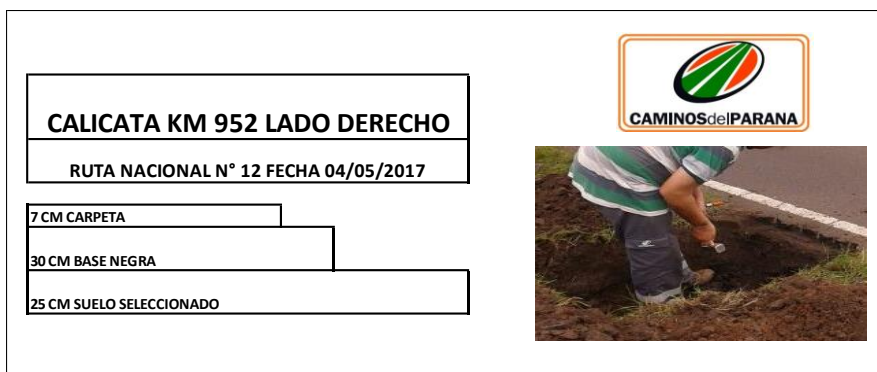 CALICATA KM 952 LADO DERECHO
RUTA NACIONAL N° 12 FECHA 04/05/2017
7 CM CARPETA
30 CM BASE NEGRA
25 CM SUELO SELECCIONADO
CAMINOSdelPARANA